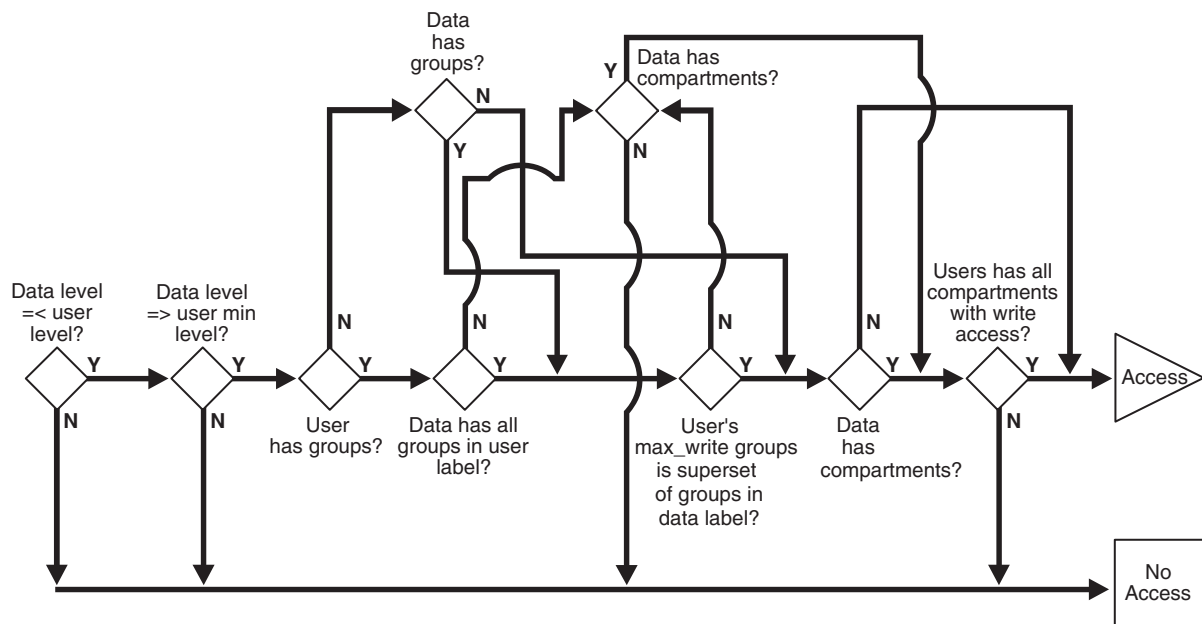 Data
has
groups?
Y
N
Y
Data has
compartments?
Y
N
Data level
=< user
level?
Y
N
Data level
=> user min
level?
Y
N
N
Y
User
has groups?
N
Y
Data has all
groups in user
label?
N
Y
User's
max_write groups
is superset
of groups in
data label?
N
Y
Data
has
compartments?
Users has all
compartments
with write
access?
Y
N
Access
No
Access